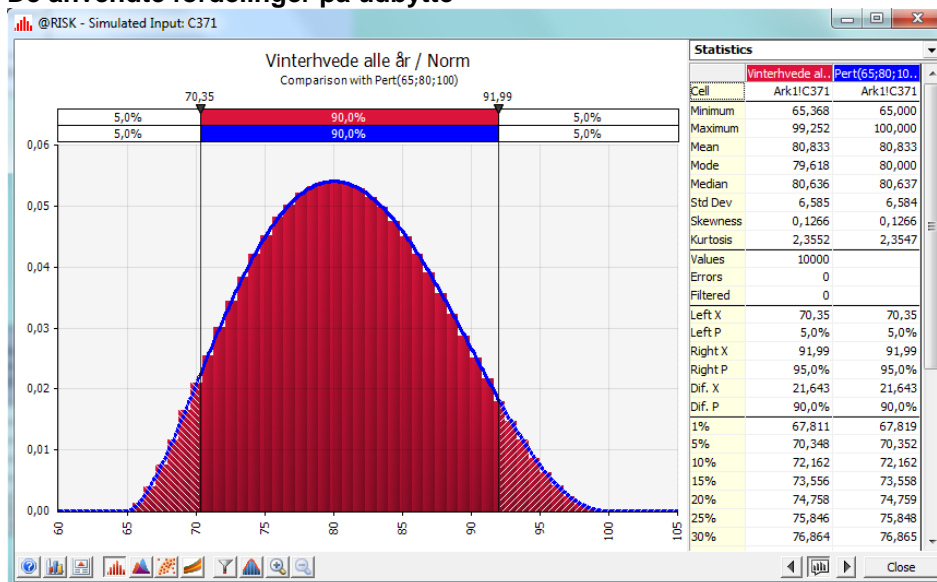 De anvendte fordelinger på udbytte
@RISK - Simulated Input: C371
Vinterhvede alle år / Norm
Comparison with Pert(65;80;100)
70,35 91,99
5,0% 90,0% 5,0%
5,0% 90,0% 5,0%
0,06
0,05
0,04
0,03
0,02
0,01
0,00
60 65 70 75 80 85 90 95 100 105
Statistics
Vinterhvede al.. Pert(65;80;10..
Cell Ark1!C371 Ark1!C371
Minimum 65,368 65,000
Maximum 99,252 100,000
Mean 80,833 80,833
Mode 79,618 80,000
Median 80,636 80,637
Std Dev 6,585 6,584
Skewness 0,1266 0,1266
Kurtosis 2,3552 2,3547
Values 10000
Errors 0
Filtered 0
Left X 70,35 70,35
Left P 5,0% 5,0%
Right X 91,99 91,99
Right P 95,0% 95,0%
Dif. X 21,643 21,643
Dif. P 90,0% 90,0%
1% 67,811 67,819
5% 70,348 70,352
10% 72,162 72,162
15% 73,556 73,558
20% 74,758 74,759
25% 75,846 75,848
30% 76,864 76,865
Close